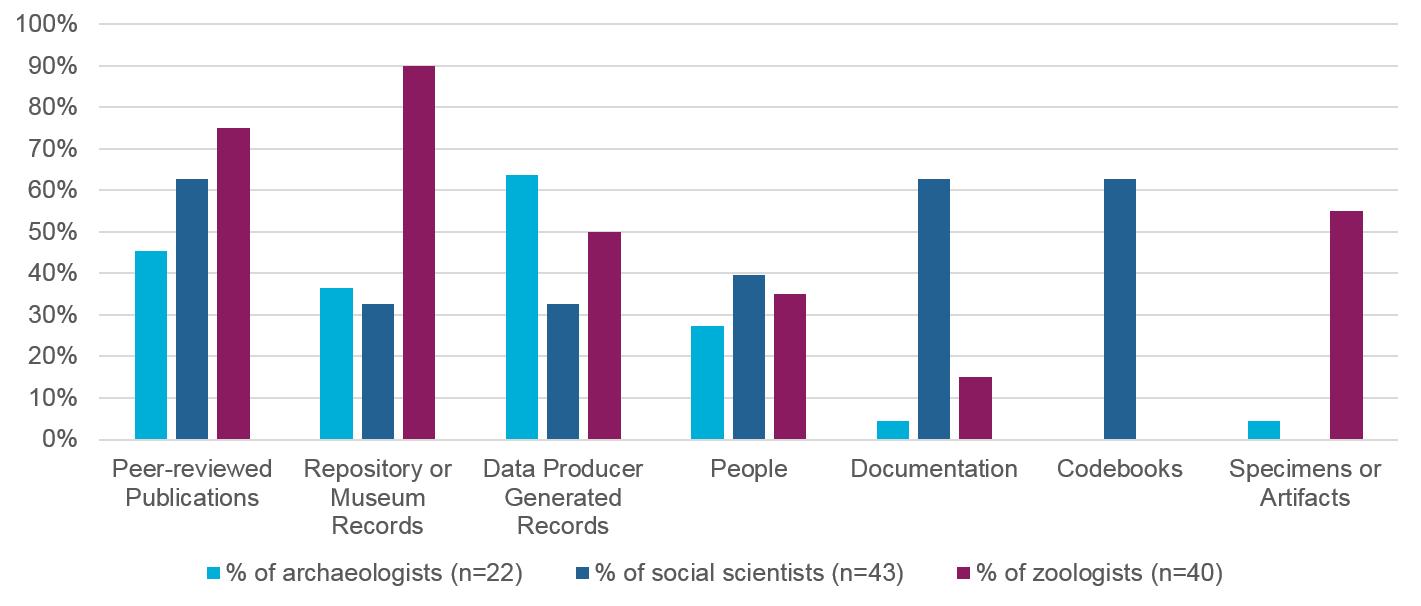 100%
90%
80%
70%
60%
50%
40%
30%
20%
10%
0%
Peer-reviewed
Publications
Repository or
Museum
Records
Data Producer
Generated
Records
People
Documentation
Codebooks
Specimens or
Artifacts
% of archaeologists (n=22)
% of social scientists (n=43)
% of zoologists (n=40)